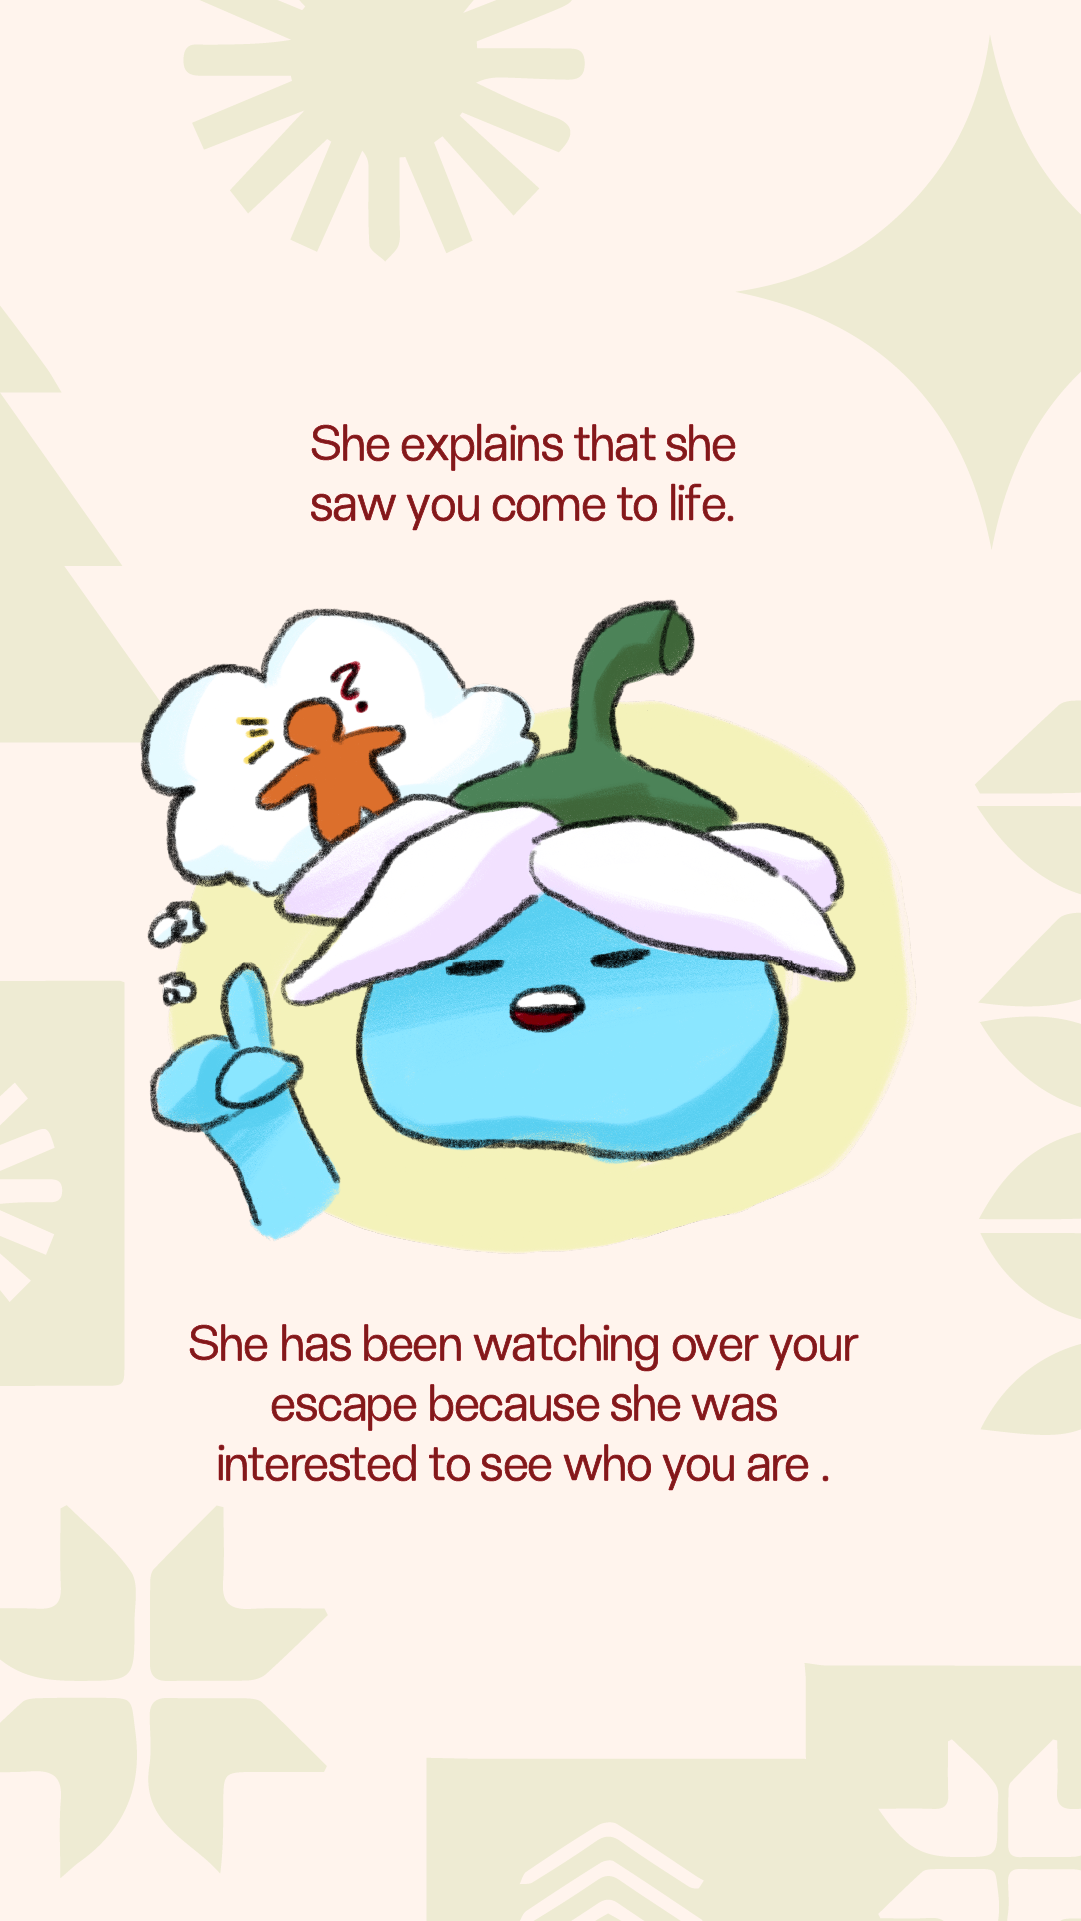 She explains that she
saw you come to life.
?
She has been watching over your
escape because she was
interested to see who you are .